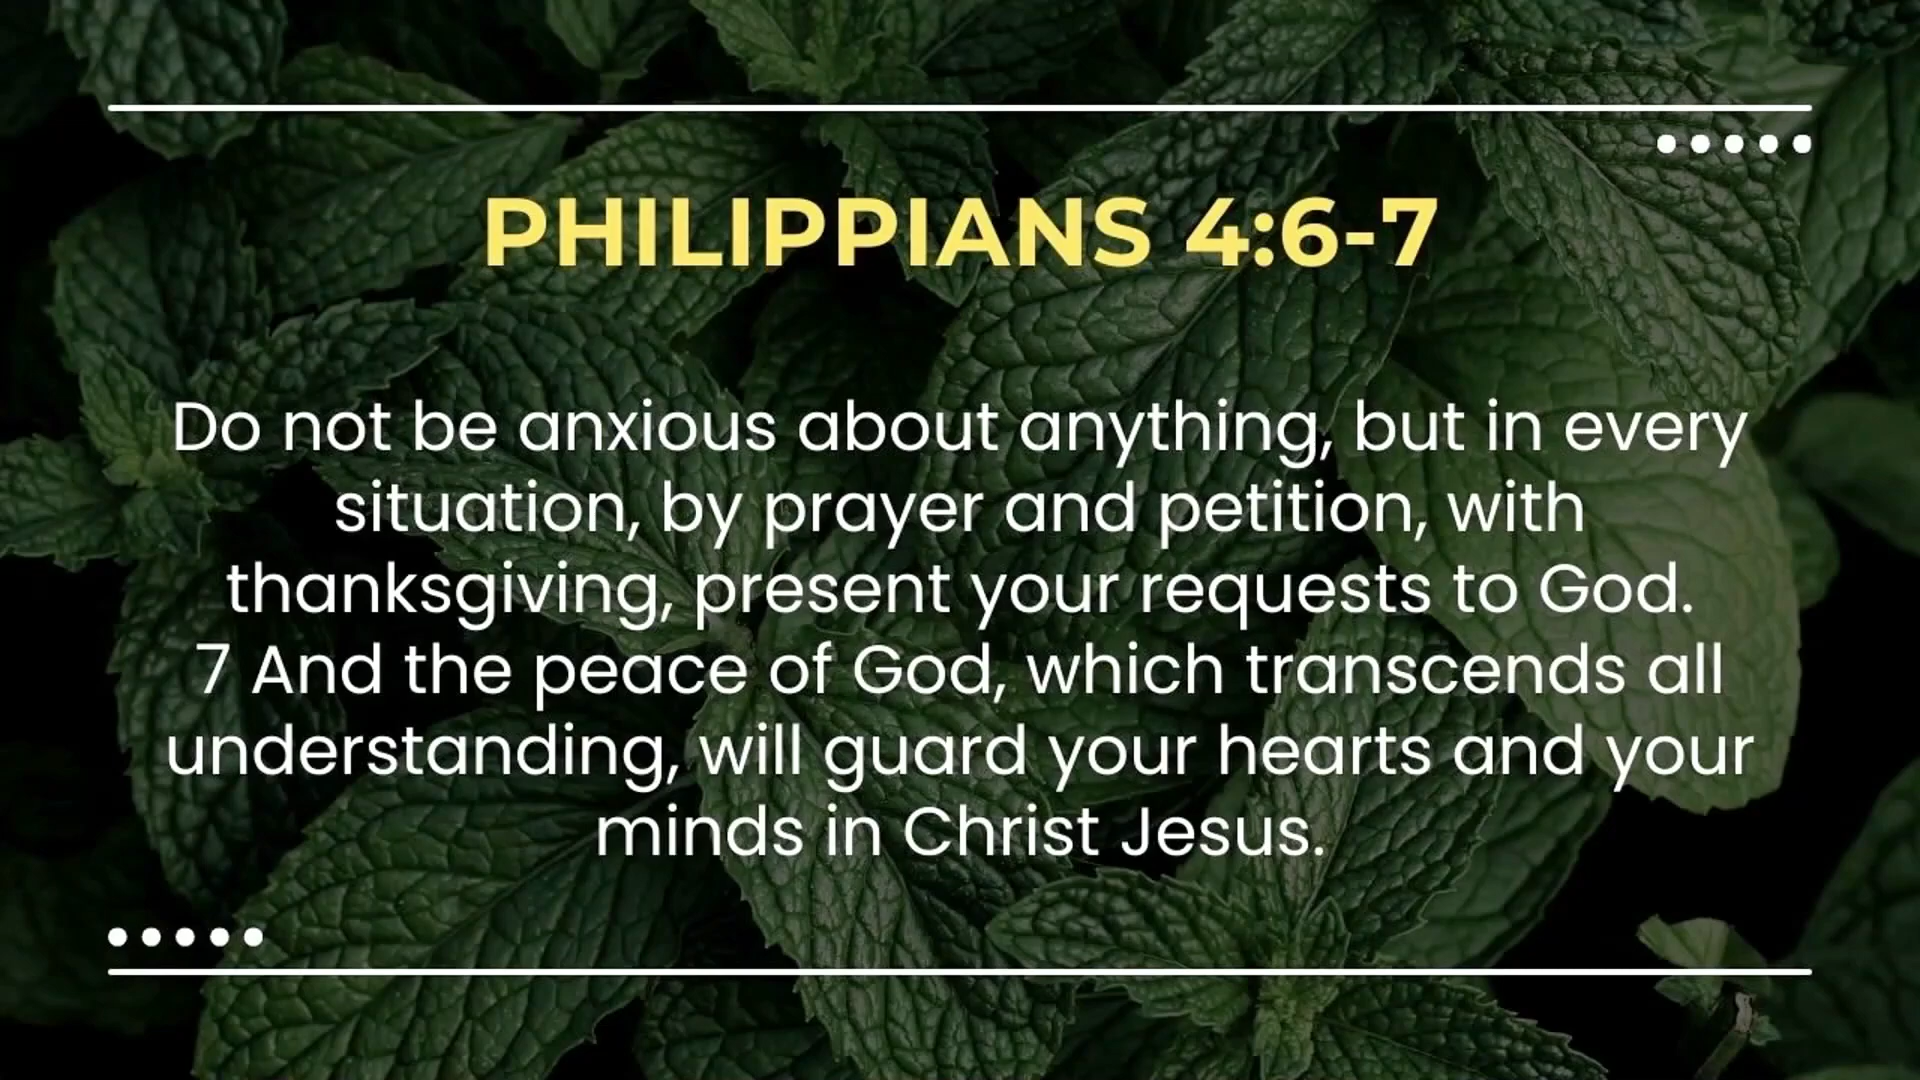 PHILIPPIANS 4:6-7
Do not be anxious about anything, but in every
situation, by prayer and petition, with
thanksgiving, present your requests to God.
7 And the peace of God, which transcends all
understanding, will guard your hearts and your
minds in Christ Jesus.